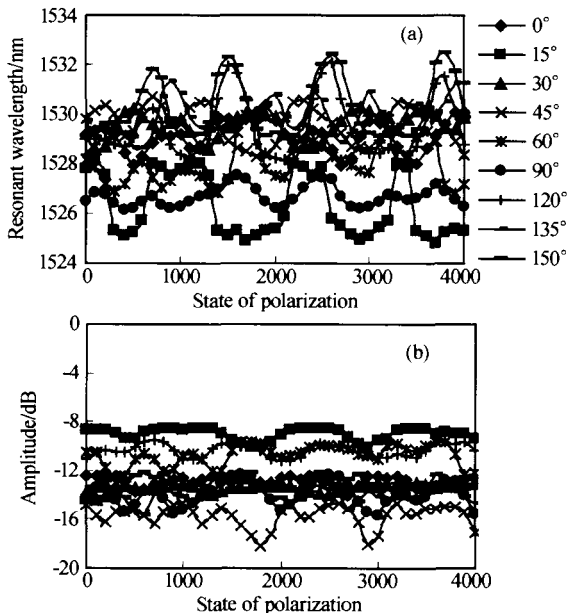 (a)
Resonant wavelength/nm
1534
1532
1530
1528
1526
1524
0 1000 2000 3000 4000
State of polarization
0°
15°
30°
45°
60°
90°
120°
135°
150°
(b)
Amplitude/dB
0
-4
-8
-12
-16
-20
0 1000 2000 3000 4000
State of polarization